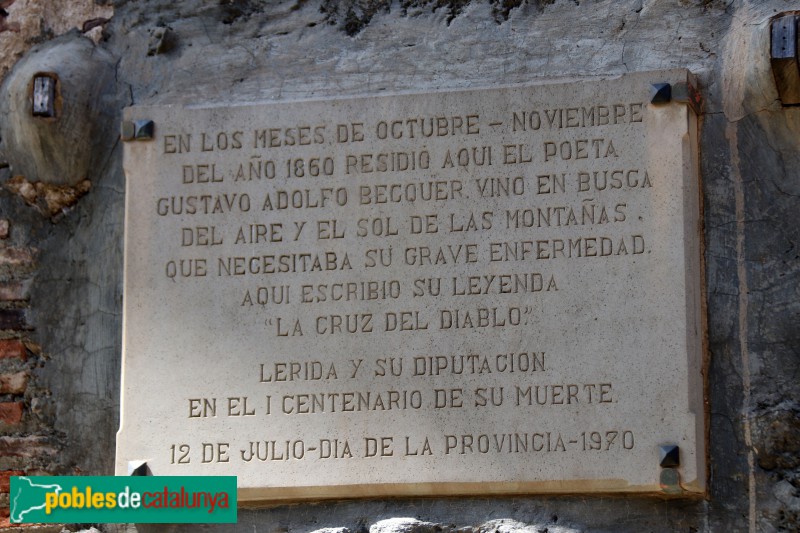 EN LOS MESES DE OCTUBRE - NOVIEMBRE
DEL AÑO 1860 RESIDIÓ AQUI EL POETA
GUSTAVO ADOLFO BECQUER. VINO EN BUSCA
DEL AIRE Y EL SOL DE LAS MONTAÑAS.
QUE NECESITABA SU GRAVE ENFERMEDAD.
AQUI ESCRIBIO SU LEYENDA
"LA CRUZ DEL DIABLO."
LERIDA Y SU DIPUTACION
EN EL I CENTENARIO DE SU MUERTE.
12 DE JULIO-DIA DE LA PROVINCIA-1970
poblesdecatalunya